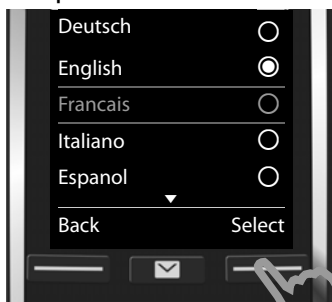 Deutsch
English
Francais
Italiano
Espanol
Back Select